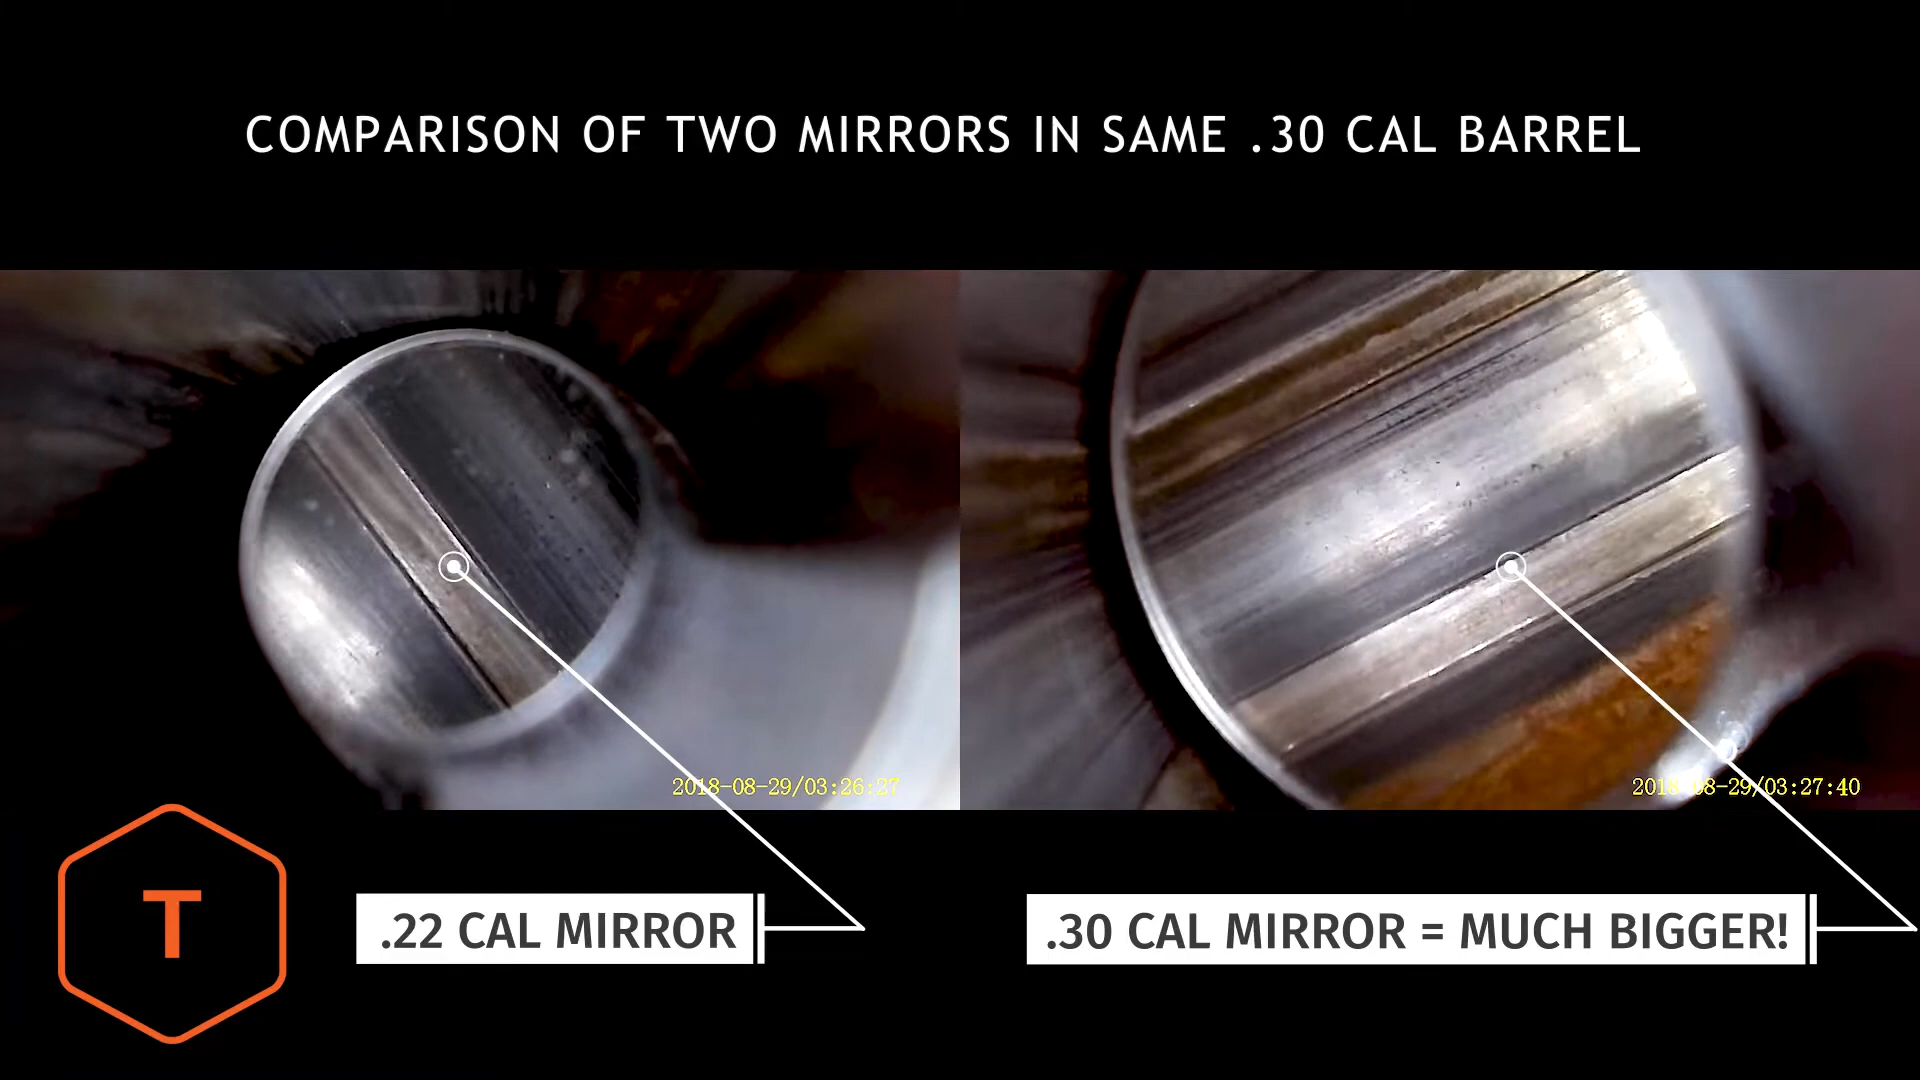 COMPARISON OF TWO MIRRORS IN SAME .30 CAL BARREL
2018-08-29/03:26:27
2018-08-29/03:27:40
T
.22 CAL MIRROR
.30 CAL MIRROR = MUCH BIGGER!